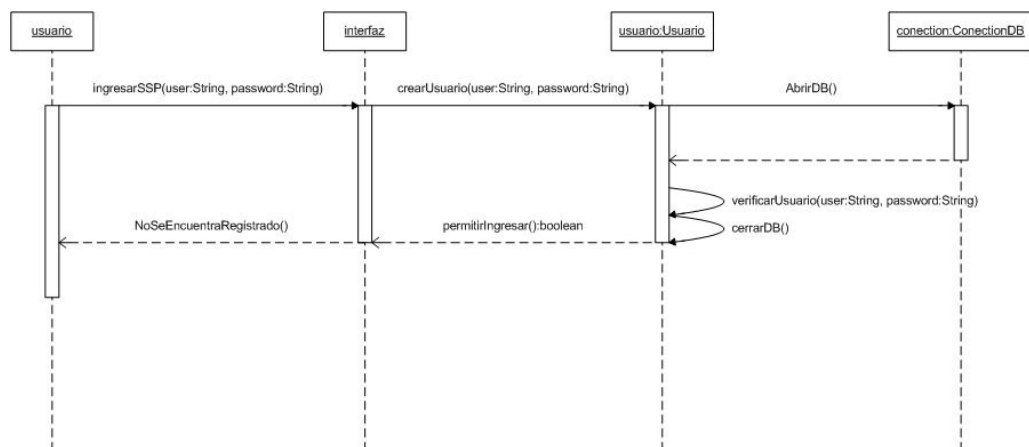 usuario
interfaz
usuario:Usuario
conection:ConectionDB
ingresarSSP(user:String, password:String)
crearUsuario(user:String, password:String)
AbrirDB()
verificarUsuario(user:String, password:String)
NoSeEncuentraRegistrado()
permitirIngresar():boolean
cerrarDB()